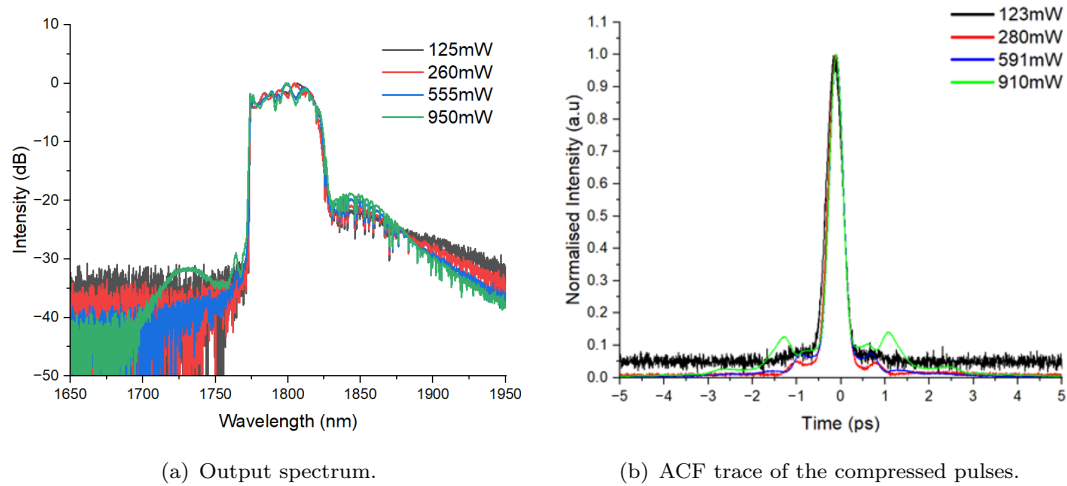 10
0
−10
−20
−30
−40
−50
1650 1700 1750 1800 1850 1900 1950
Intensity (dB)
Wavelength (nm)
125mW
260mW
555mW
950mW
1.1
1.0
0.9
0.8
0.7
0.6
0.5
0.4
0.3
0.2
0.1
0.0
−5 −4 −3 −2 −1 0 1 2 3 4 5
Normalised Intensity (a.u)
Time (ps)
123mW
280mW
591mW
910mW
(a) Output spectrum.
(b) ACF trace of the compressed pulses.